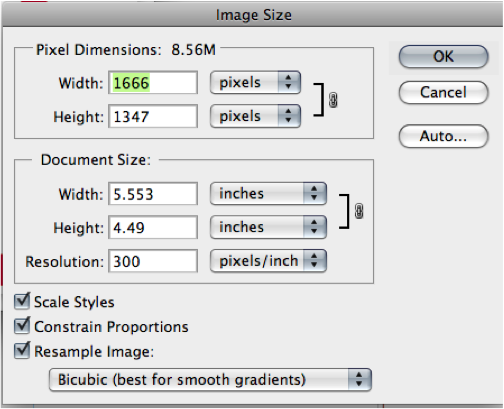 Image Size
Pixel Dimensions: 8.56M
OK
Width: 1666 pixels
Cancel
Height: 1347 pixels
Auto...
Document Size:
Width: 5.553 inches
Height: 4.49 inches
Resolution: 300 pixels/inch
Scale Styles
Constrain Proportions
Resample Image:
Bicubic (best for smooth gradients)